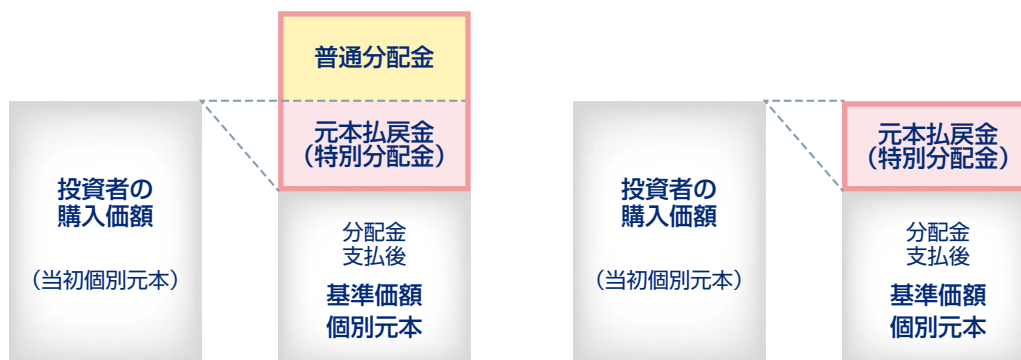 普通分配金
元本払戻金
（特別分配金）
投資者の
購入価額
（当初個別元本）
分配金
支払後
基準価額
個別元本
元本払戻金
（特別分配金）
投資者の
購入価額
（当初個別元本）
分配金
支払後
基準価額
個別元本